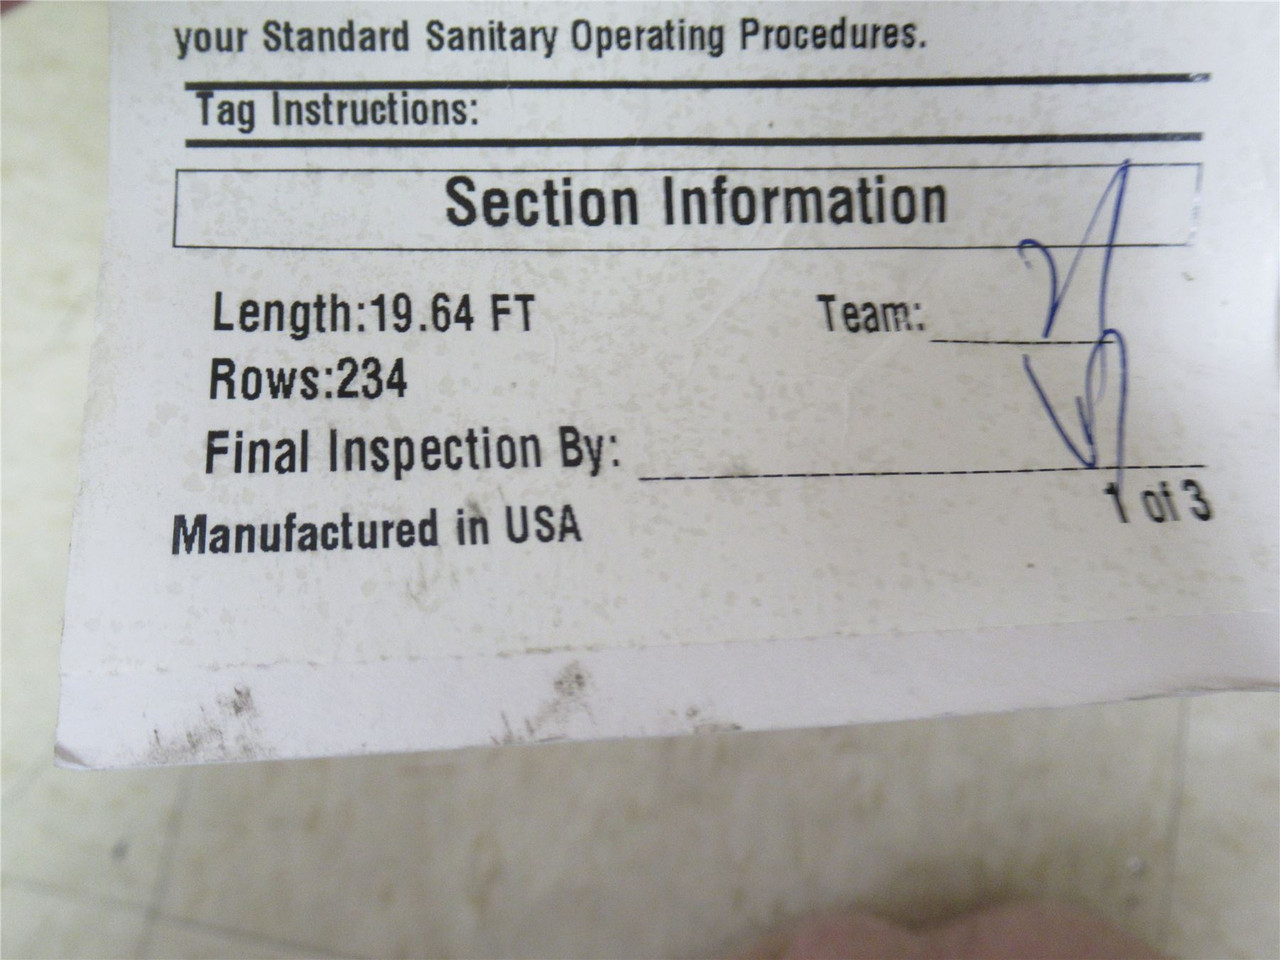 your Standard Sanitary Operating Procedures.
Tag Instructions:
Section Information
Length:19.64 FT
Team:
Rows:234
Final Inspection By:
1 of 3
Manufactured in USA